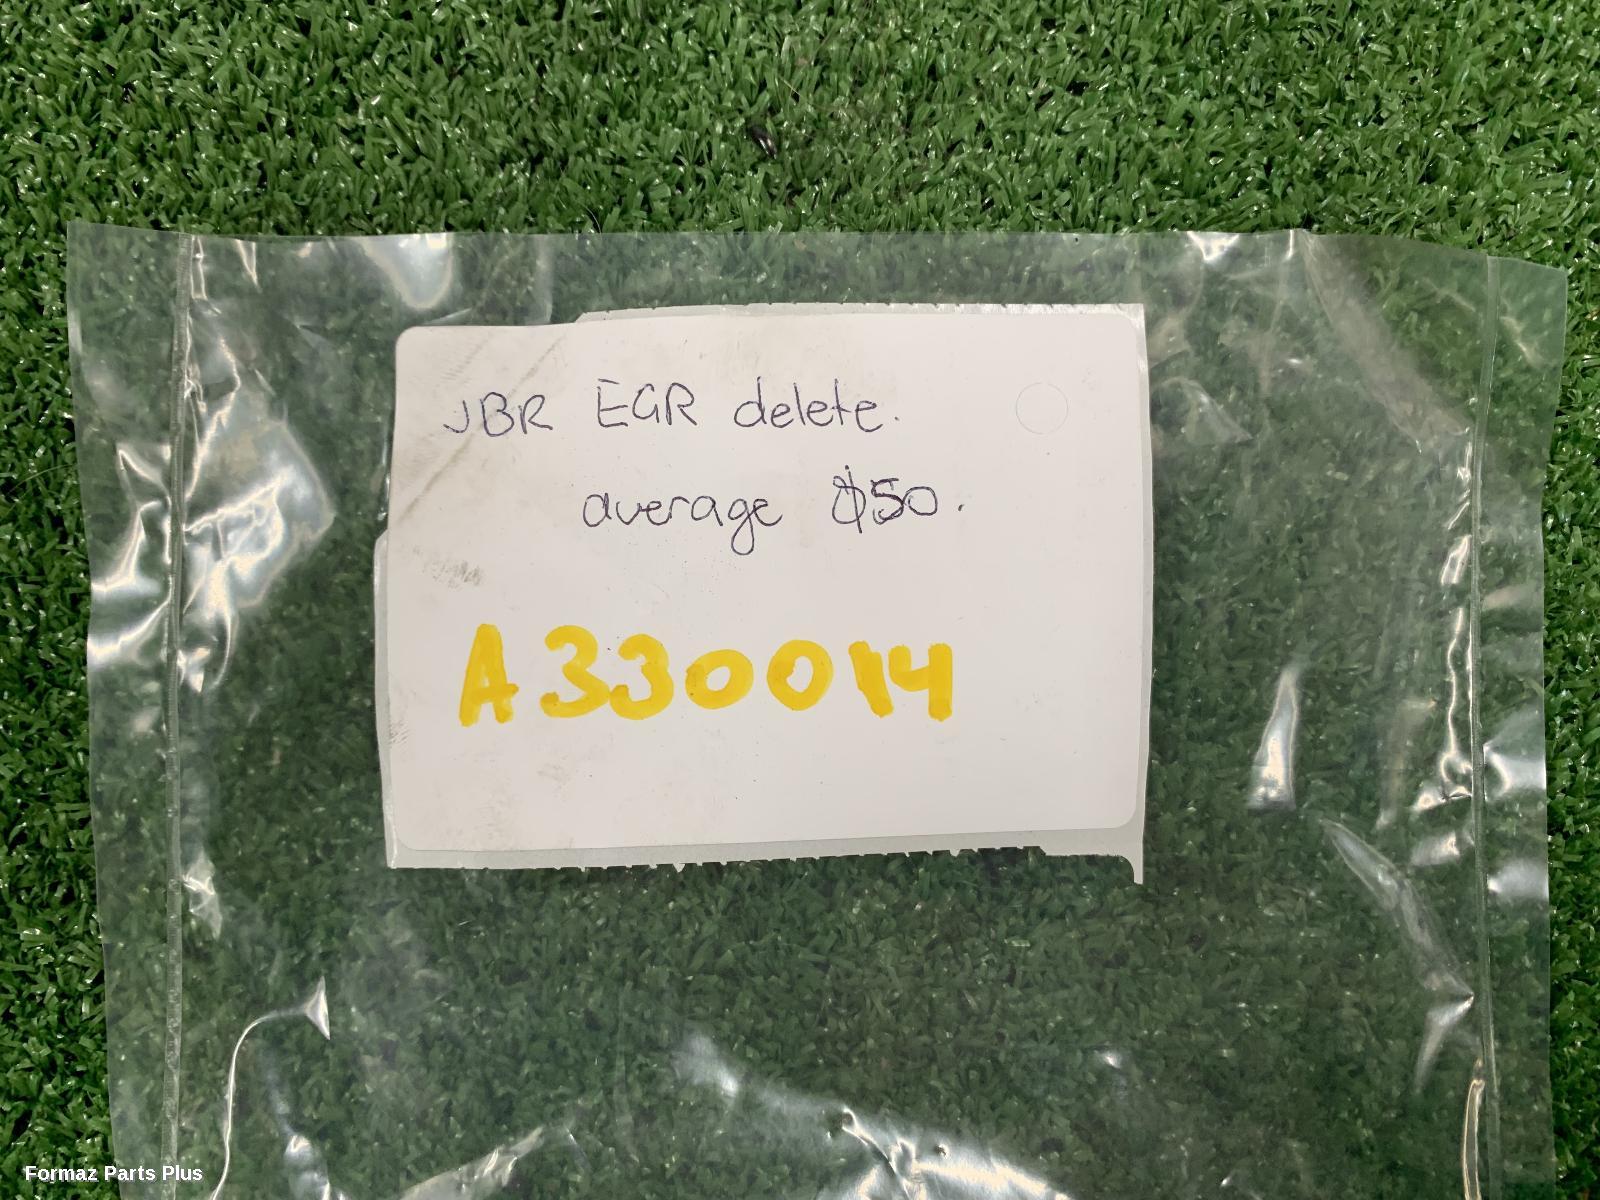 JBR EGR delete.
average $50.
A330014
Formaz Parts Plus